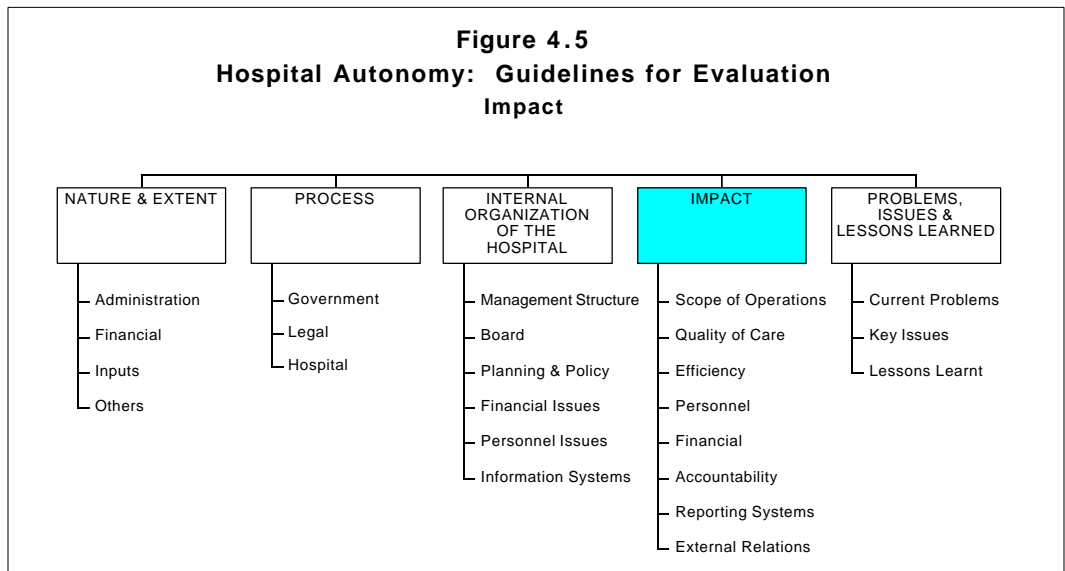 Figure 4.5
Hospital Autonomy: Guidelines for Evaluation
Impact
NATURE & EXTENT
Administration
Financial
Inputs
Others
PROCESS
Government
Legal
Hospital
INTERNAL
ORGANIZATION
OF THE
HOSPITAL
Management Structure
Board
Planning & Policy
Financial Issues
Personnel Issues
Information Systems
IMPACT
Scope of Operations
Quality of Care
Efficiency
Personnel
Financial
Accountability
Reporting Systems
External Relations
PROBLEMS,
ISSUES &
LESSONS LEARNED
Current Problems
Key Issues
Lessons Learnt